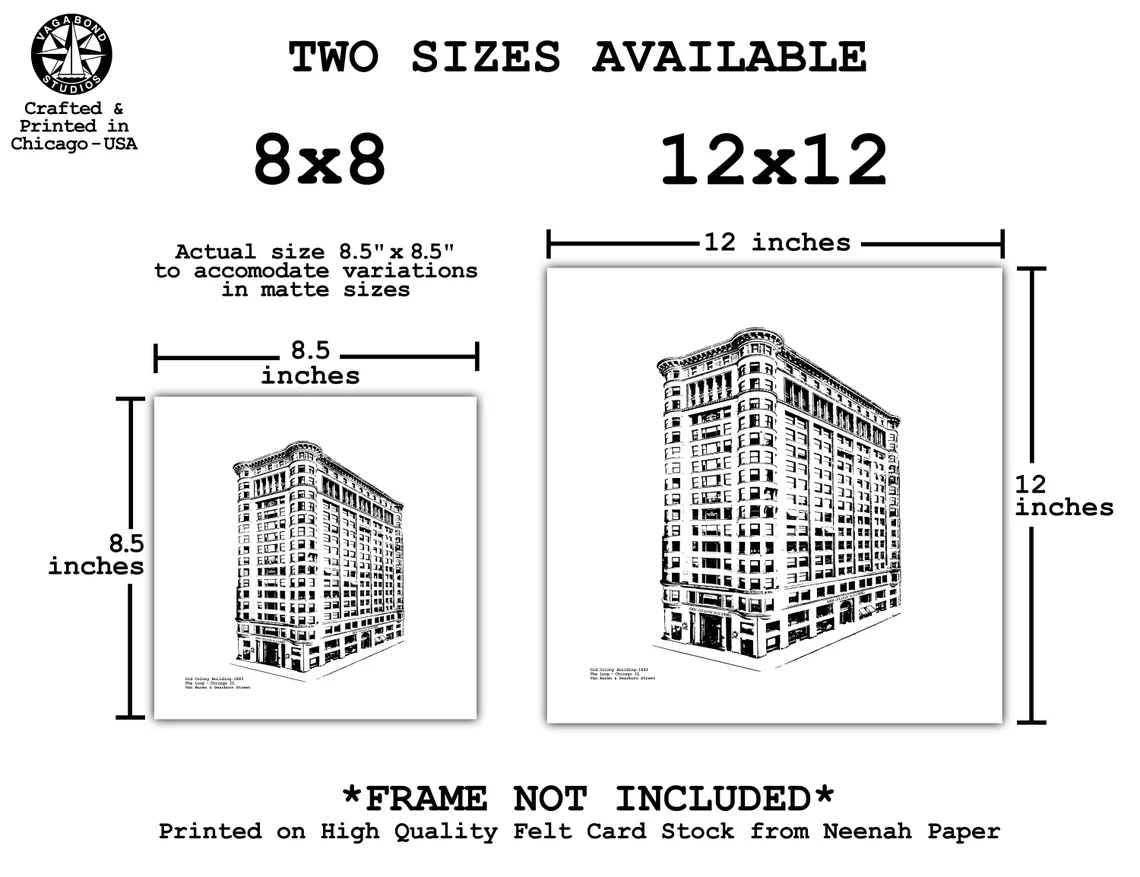 VAGABOND
STUDIOS
Crafted &
Printed in
Chicago-USA
TWO SIZES AVAILABLE
8x8
12x12
Actual size 8.5" x 8.5"
to accomodate variations
in matte sizes
8.5
inches
8.5
inches
Old Colony Building-1893
The Loop - Chicago IL
Van Buren & Dearborn Street
12 inches
12
inches
Old Colony Building-1893
The Loop - Chicago IL
Van Buren & Dearborn Street
*FRAME NOT INCLUDED*
Printed on High Quality Felt Card Stock from Neenah Paper